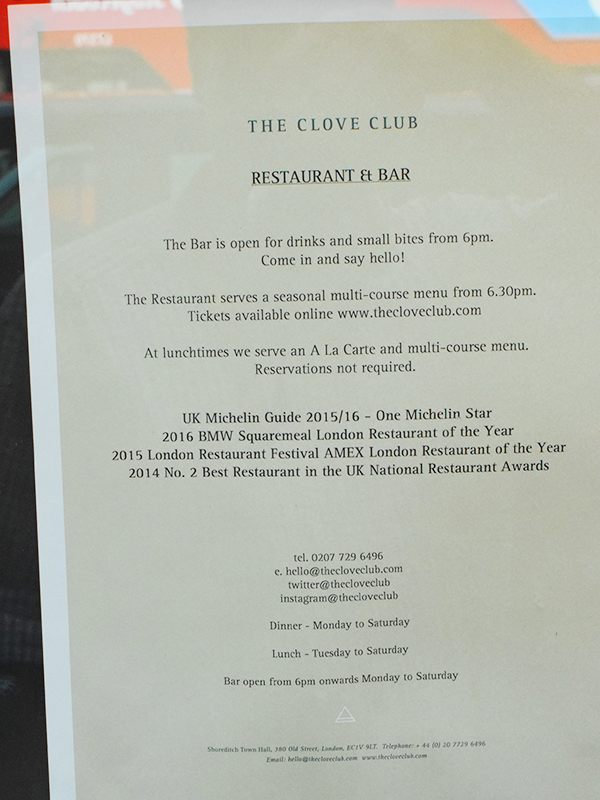 THE CLOVE CLUB
RESTAURANT & BAR
The Bar is open for drinks and small bites from 6pm.
Come in and say hello!
The Restaurant serves a seasonal multi-course menu from 6.30pm.
Tickets available online www.thecloveclub.com
At lunchtimes we serve an A La Carte and multi-course menu.
Reservations not required.
UK Michelin Guide 2015/16 - One Michelin Star
2016 BMW Squaremeal London Restaurant of the Year
2015 London Restaurant Festival AMEX London Restaurant of the Year
2014 No. 2 Best Restaurant in the UK National Restaurant Awards
tel. 0207 729 6496
e. hello@thecloveclub.com
twitter@thecloveclub
instagram@thecloveclub
Dinner - Monday to Saturday
Lunch - Tuesday to Saturday
Bar open from 6pm onwards Monday to Saturday
Shoreditch Town Hall, 380 Old Street, London, EC1V 9LT. Telephone: + 44 (0) 20 7729 6496
Email: hello@thecloveclub.com www.thecloveclub.com